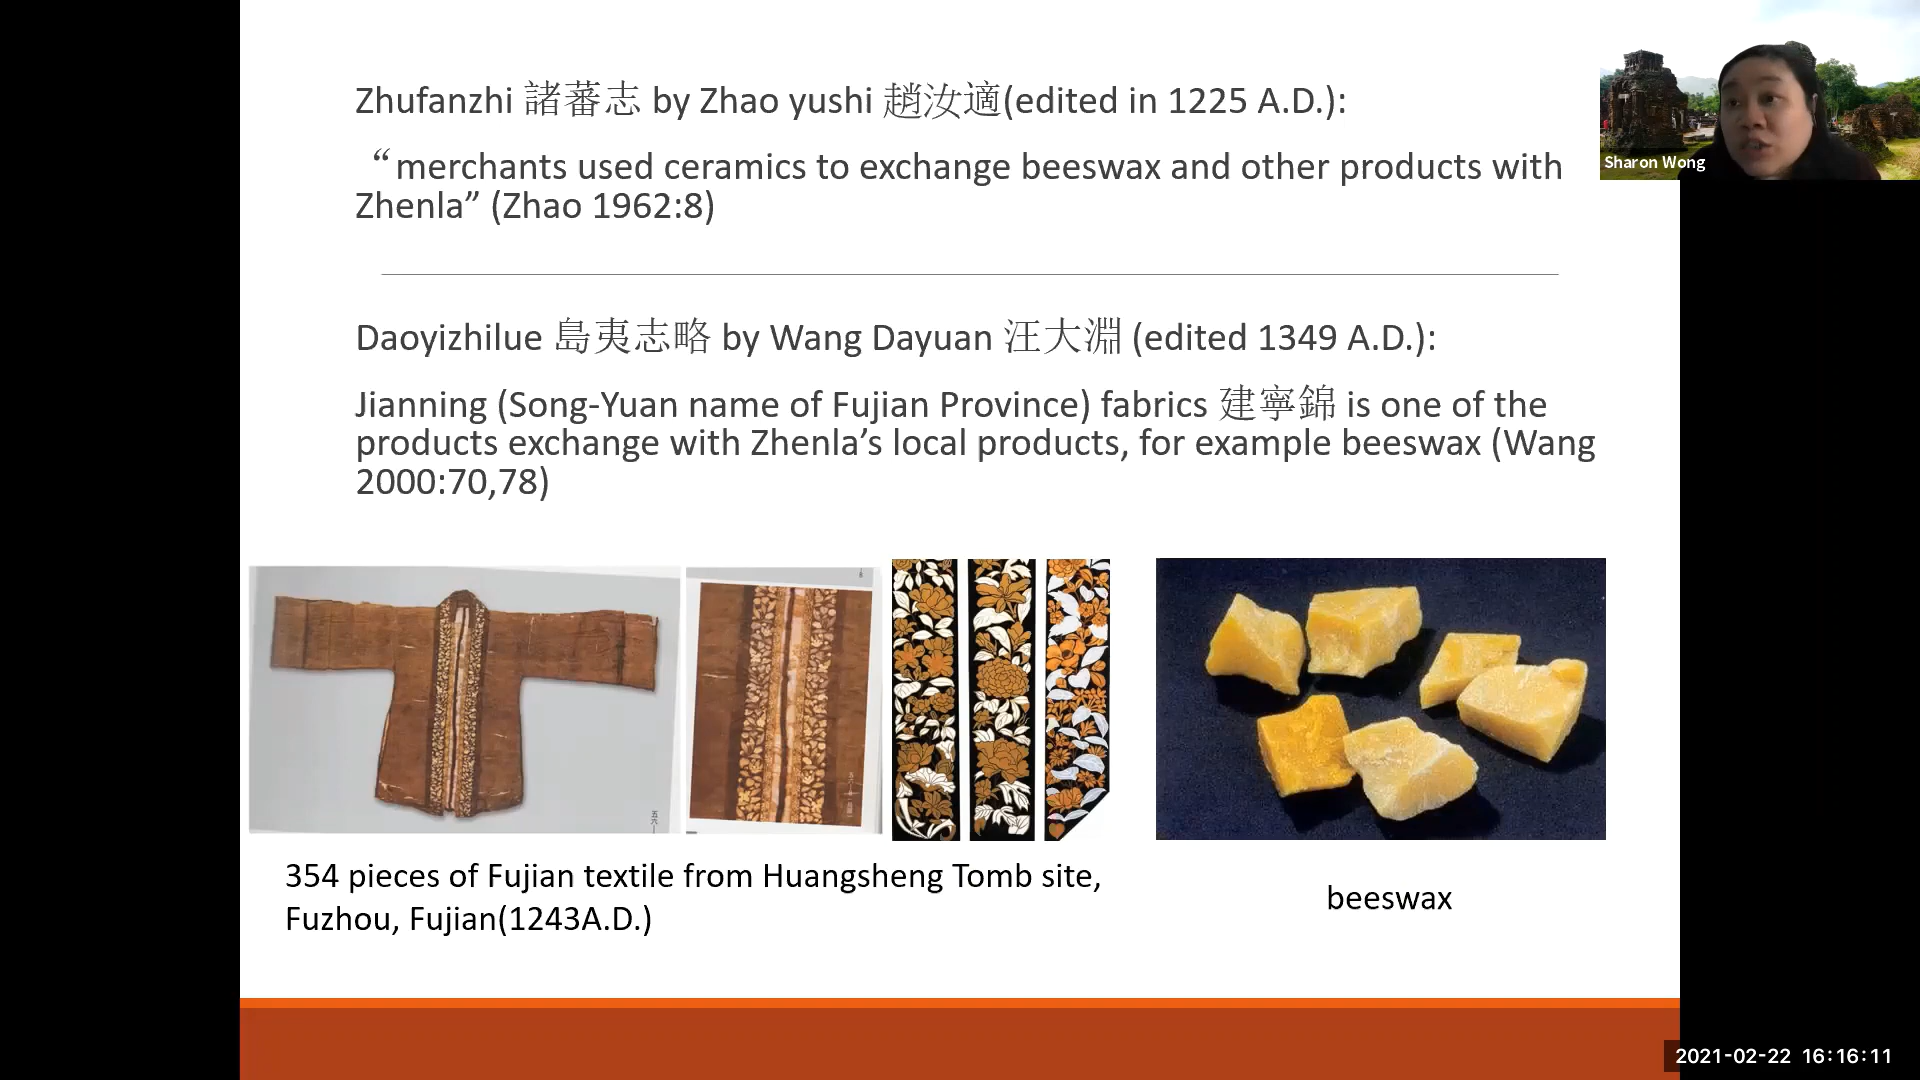 Zhufanzhi 諸蕃志 by Zhao yushi 趙汝適(edited in 1225 A.D.):
“merchants used ceramics to exchange beeswax and other products with
Zhenla” (Zhao 1962:8)
Daoyizhilue 島夷志略 by Wang Dayuan 汪大淵 (edited 1349 A.D.):
Jianning (Song-Yuan name of Fujian Province) fabrics 建寧錦 is one of the
products exchange with Zhenla’s local products, for example beeswax (Wang
2000:70,78)
354 pieces of Fujian textile from Huangsheng Tomb site,
Fuzhou, Fujian(1243A.D.)
beeswax
Sharon Wong
2021-02-22 16:16:11